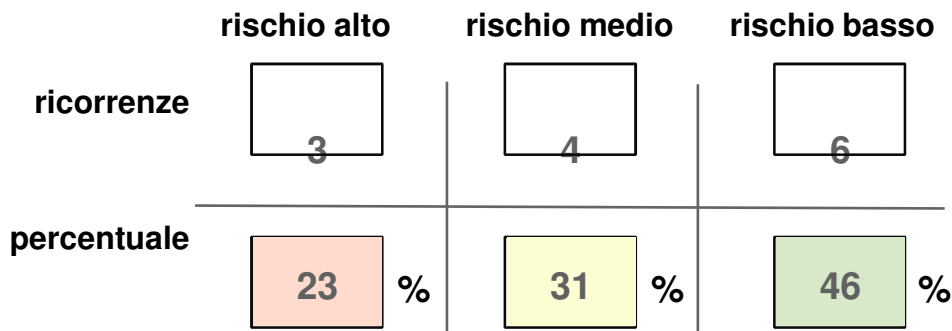 rischio alto rischio medio rischio basso
ricorrenze
3 4 6
percentuale
23 % 31 % 46 %